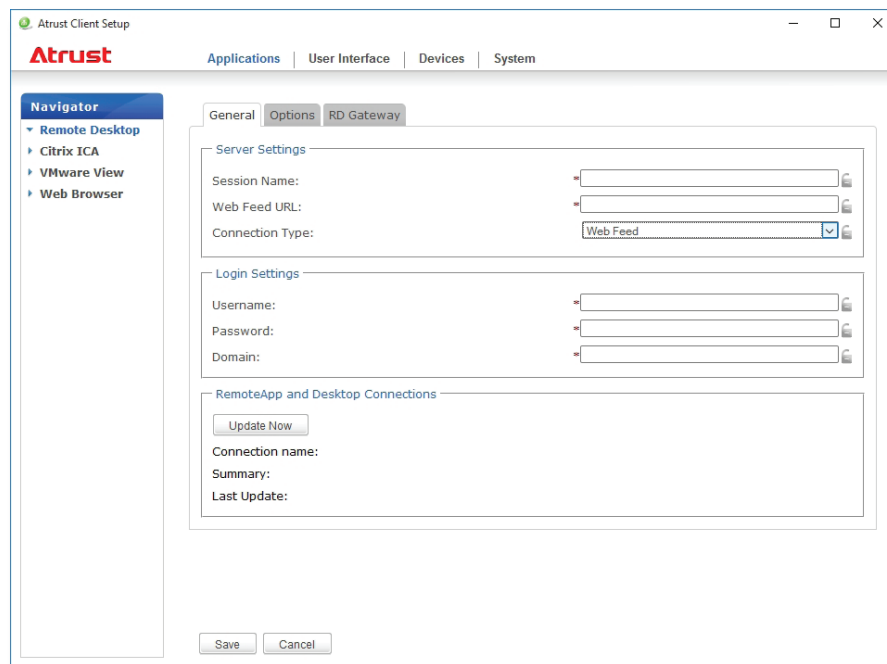 Atrust Client Setup
Atrust
Applications | User Interface | Devices | System
Navigator
Remote Desktop
Citrix ICA
VMware View
Web Browser
General Options RD Gateway
Server Settings
Session Name: *
Web Feed URL: *
Connection Type: Web Feed
Login Settings
Username: *
Password: *
Domain: *
RemoteApp and Desktop Connections
Update Now
Connection name:
Summary:
Last Update:
Save Cancel